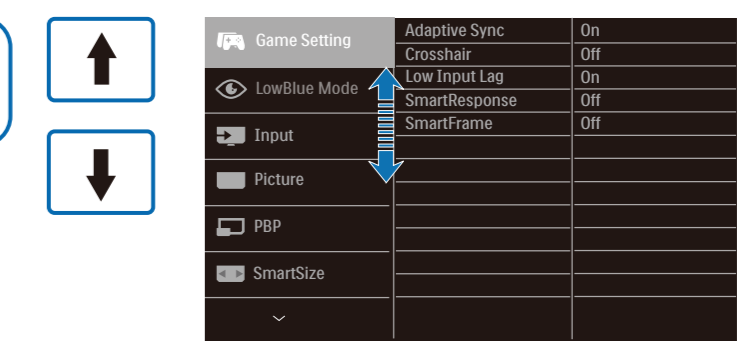 Game Setting
LowBlue Mode
Input
Picture
PBP
SmartSize
Adaptive Sync On
Crosshair Off
Low Input Lag On
SmartResponse Off
SmartFrame Off